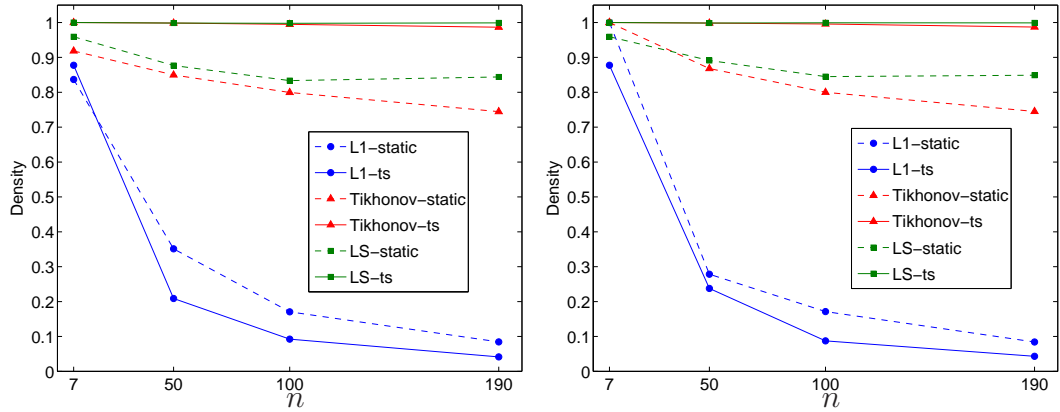 1
0.9
0.8
0.7
0.6
0.5
0.4
0.3
0.2
0.1
0
Density
7
50
100
190
n
L1-static
L1-ts
Tikhonov-static
Tikhonov-ts
LS-static
LS-ts
1
0.9
0.8
0.7
0.6
0.5
0.4
0.3
0.2
0.1
0
Density
7
50
100
190
n
L1-static
L1-ts
Tikhonov-static
Tikhonov-ts
LS-static
LS-ts